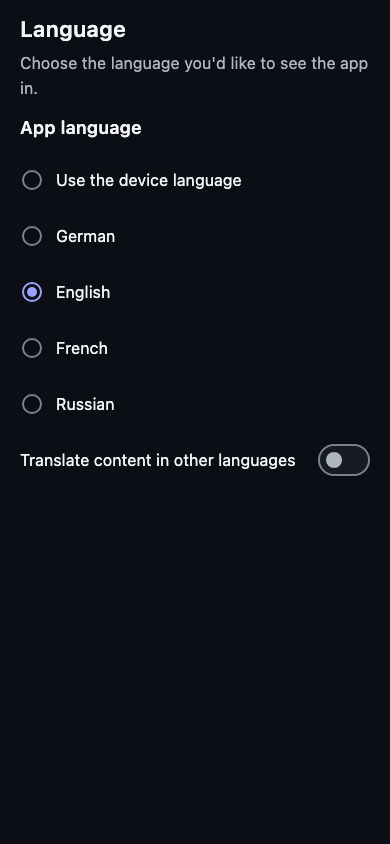 Language
Choose the language you'd like to see the app
in.
App language
Use the device language
German
English
French
Russian
Translate content in other languages